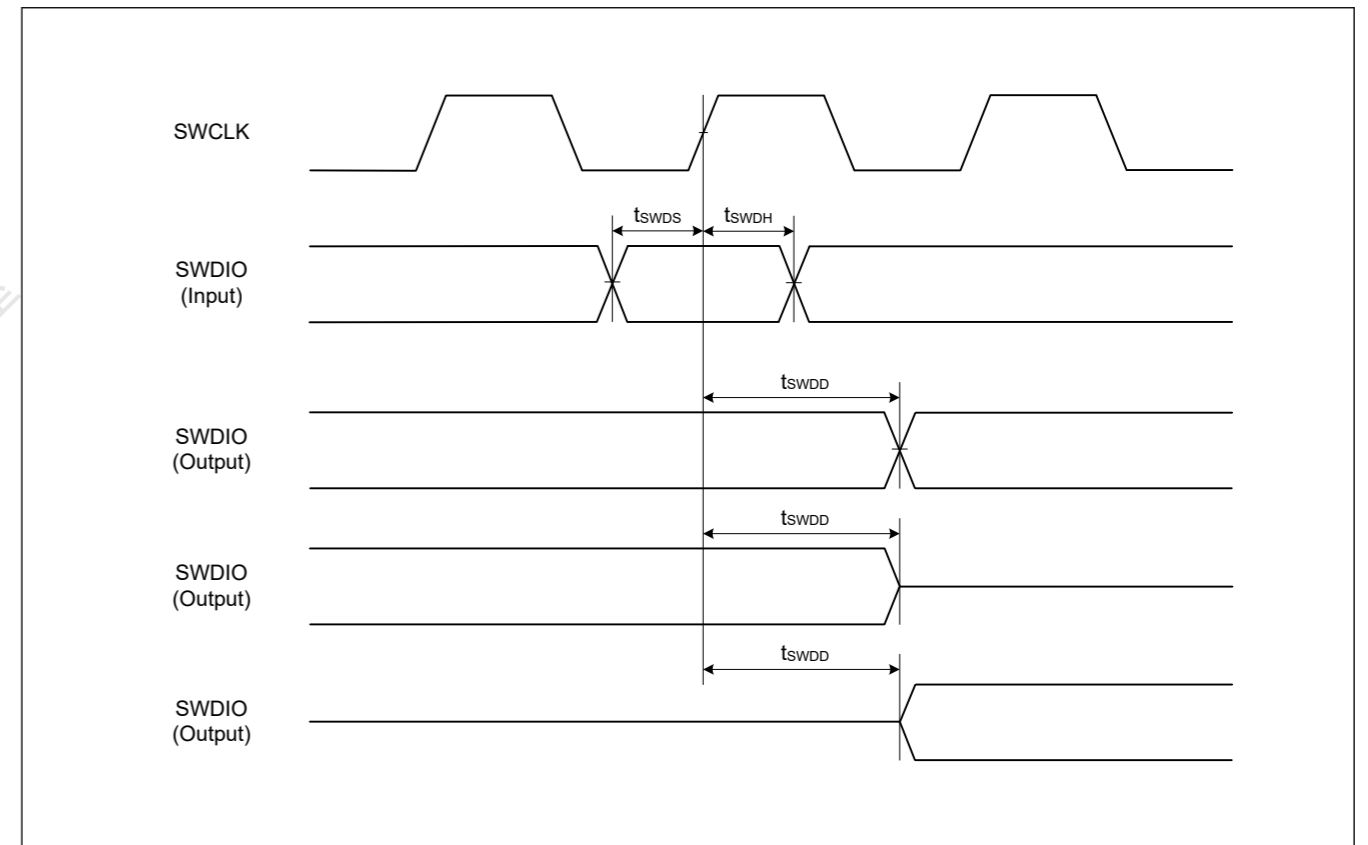 SWCLK
tSWDS
tSWDH
SWDIO
(Input)
tSWDD
SWDIO
(Output)
tSWDD
SWDIO
(Output)
tSWDD
SWDIO
(Output)